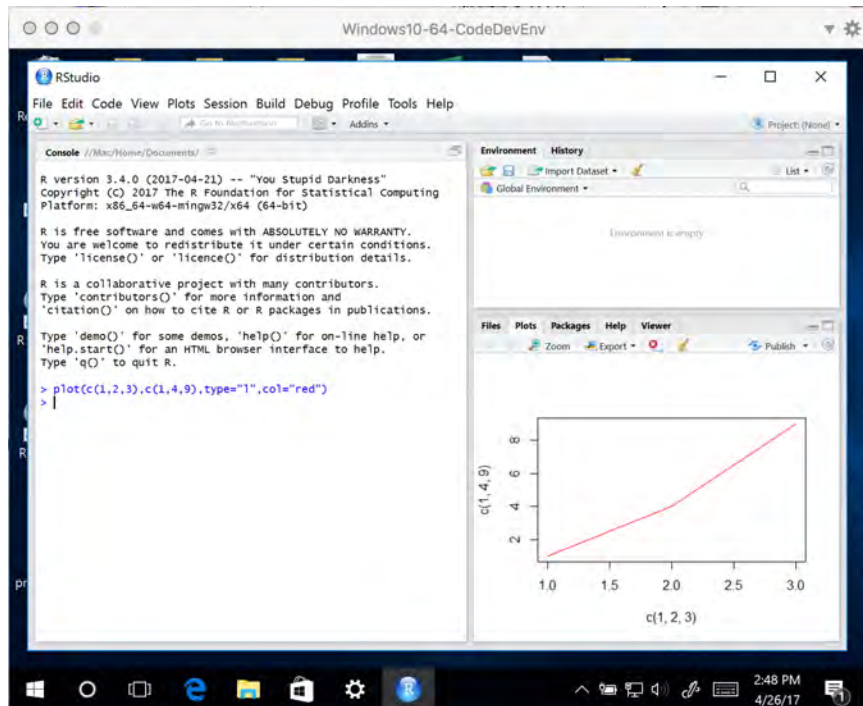 Windows10-64-CodeDevEnv
RStudio
File Edit Code View Plots Session Build Debug Profile Tools Help
Go to file/function
Addins
Project: (None)
Console //Mac/Home/Documents/
R version 3.4.0 (2017-04-21) -- "You Stupid Darkness"
Copyright (C) 2017 The R Foundation for Statistical Computing
Platform: x86_64-w64-mingw32/x64 (64-bit)
R is free software and comes with ABSOLUTELY NO WARRANTY.
You are welcome to redistribute it under certain conditions.
Type 'license()' or 'licence()' for distribution details.
R is a collaborative project with many contributors.
Type 'contributors()' for more information and
'citation()' on how to cite R or R packages in publications.
Type 'demo()' for some demos, 'help()' for on-line help, or
'help.start()' for an HTML browser interface to help.
Type 'q()' to quit R.
> plot(c(1,2,3),c(1,4,9),type="l",col="red")
>
Environment History
Import Dataset
List
Global Environment
Environment is empty
Files Plots Packages Help Viewer
Zoom Export Publish
8
6
4
2
c(1, 4, 9)
1.0 1.5 2.0 2.5 3.0
c(1, 2, 3)
R
R
pr
2:48 PM
4/26/17
1